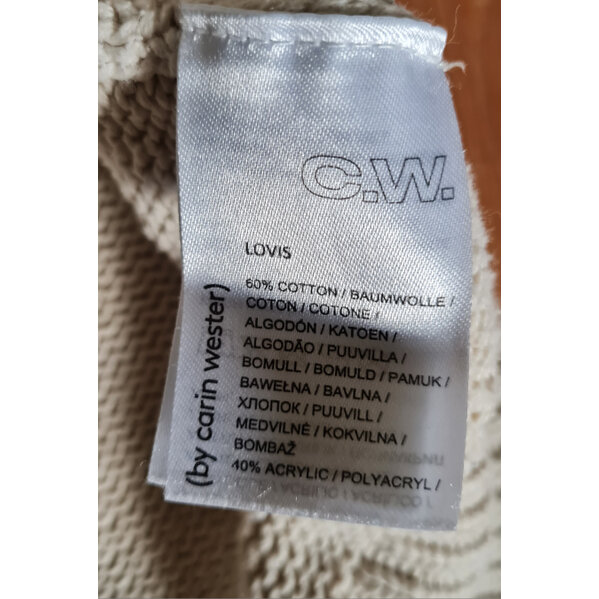 C.W.
LOVIS
60% COTTON / BAUMWOLLE /
COTON / COTONE /
ALGODÓN / KATOEN /
ALGODÃO / PUUVILLA /
BOMULL / BOMULD / PAMUK /
BAWEŁNA / BAVLNA /
ХЛОПОК / PUUVILL /
MEDVILNĖ / KOKVILNA /
BOMBAŽ
40% ACRYLIC / POLYACRYL /
(by carin wester)